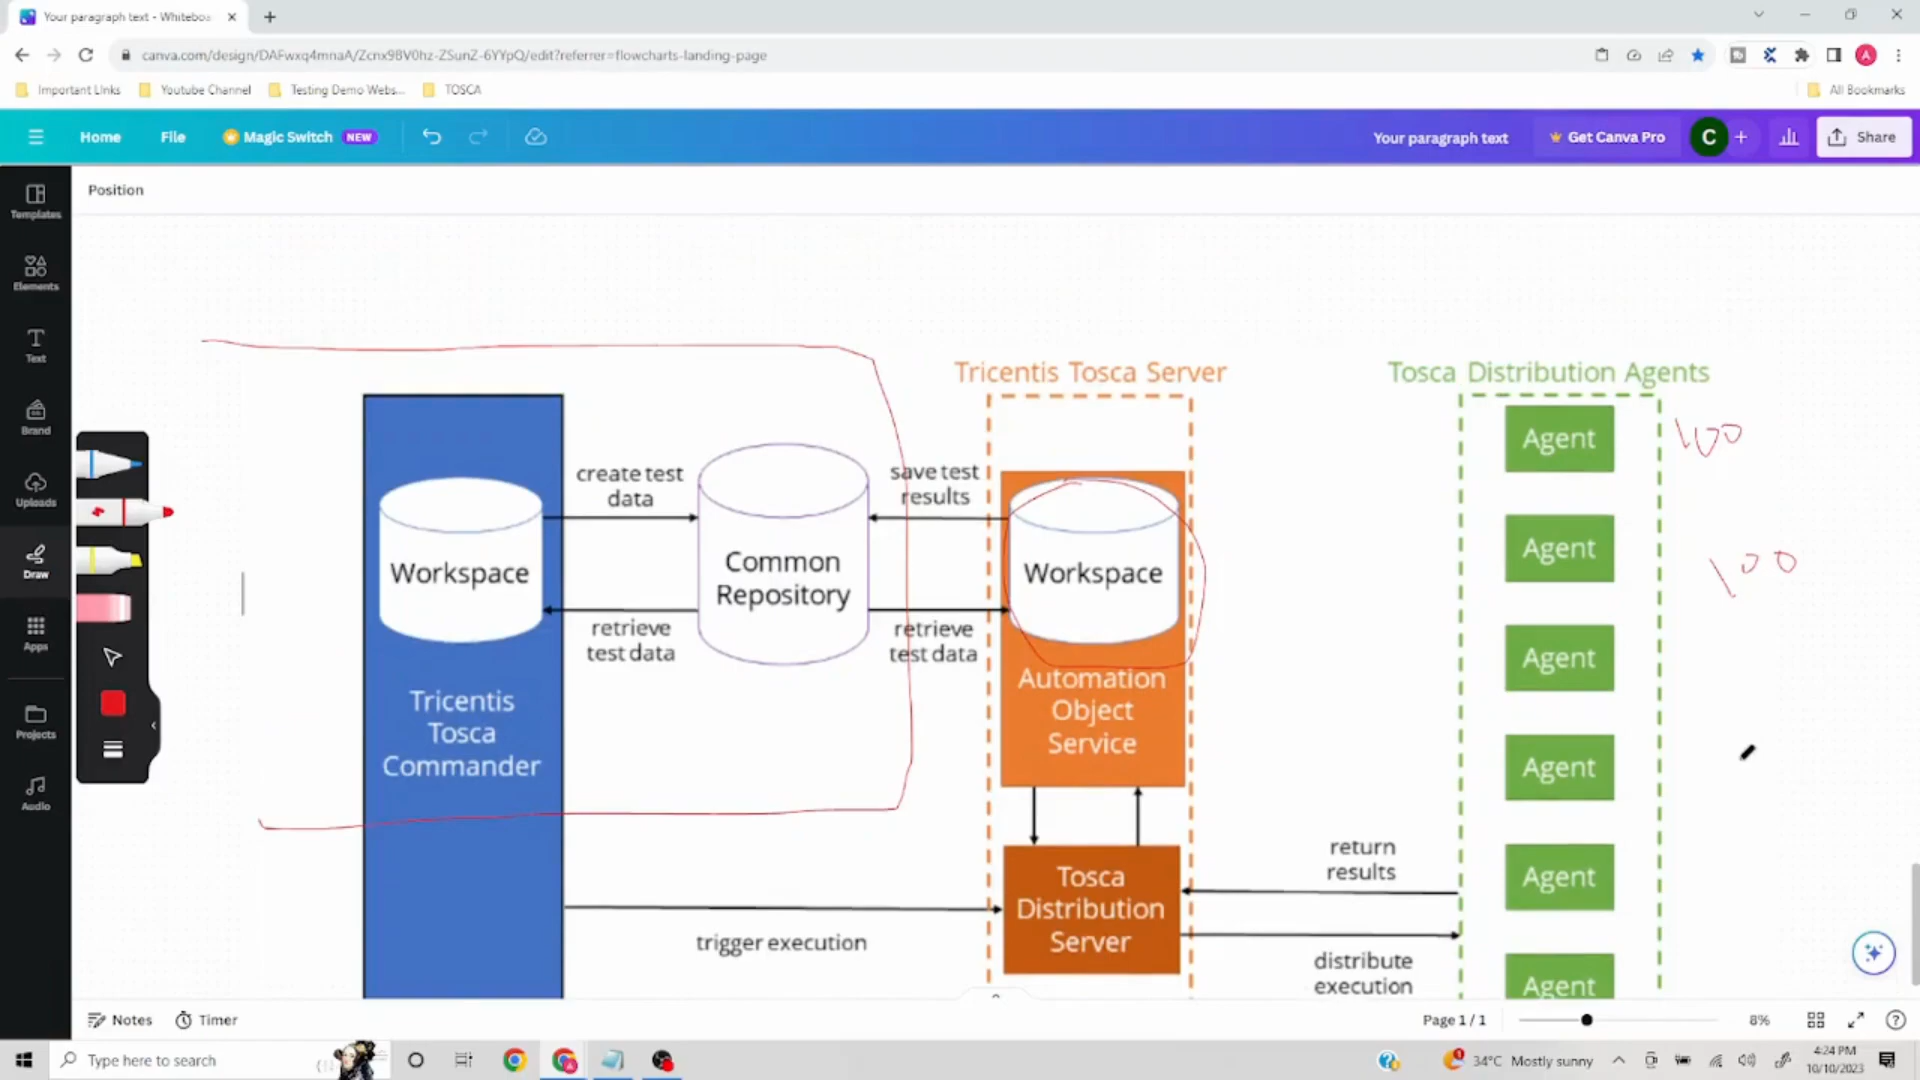 Your paragraph text - Whiteboa
canva.com/design/DAFwxq4mnaA/Zcnx98V0hz-ZSunZ-6YYpQ/edit?referrer=flowcharts-landing-page
A
Important Links
Youtube Channel
Testing Demo Webs...
TOSCA
All Bookmarks
Home
File
Magic Switch
NEW
Your paragraph text
Get Canva Pro
C
Share
Templates
Elements
Text
Brand
Uploads
Draw
Apps
Projects
Audio
Position
Workspace
Tricentis
Tosca
Commander
create test
data
retrieve
test data
Common
Repository
save test
results
retrieve
test data
Tricentis Tosca Server
Workspace
Automation
Object
Service
Tosca
Distribution
Server
trigger execution
return
results
distribute
execution
Tosca Distribution Agents
Agent
100
Agent
100
Agent
Agent
Agent
Agent
Notes
Timer
Page 1 / 1
8%
Type here to search
34°C Mostly sunny
4:24 PM
10/10/2023